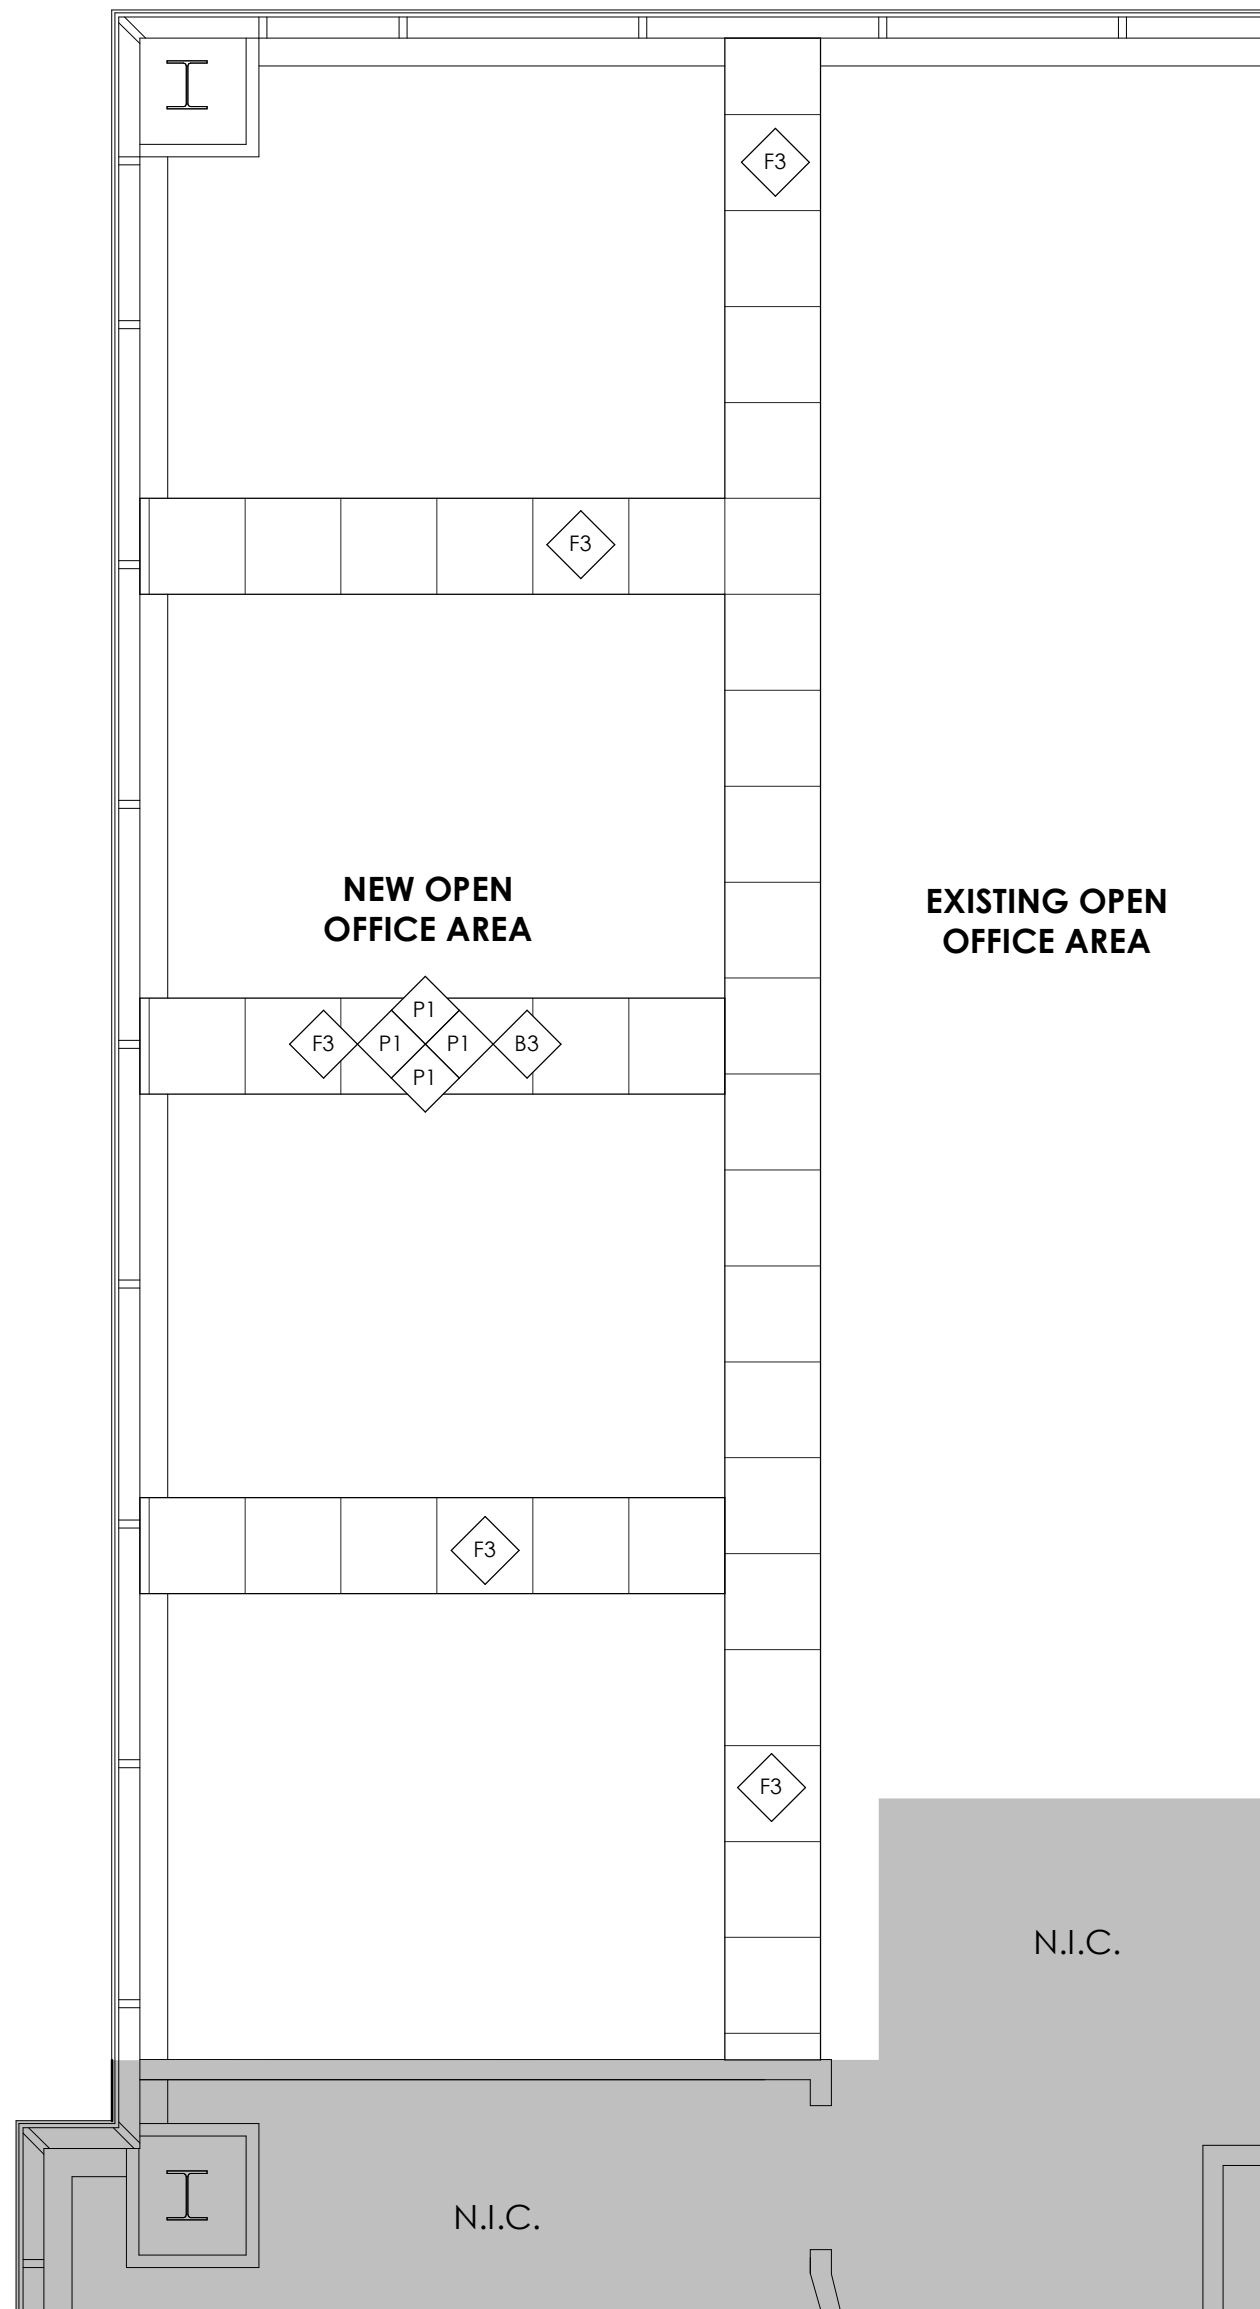 F3
F3
NEW OPEN
OFFICE AREA
EXISTING OPEN
OFFICE AREA
P1
F3
P1
P1
B3
P1
F3
F3
N.I.C.
N.I.C.